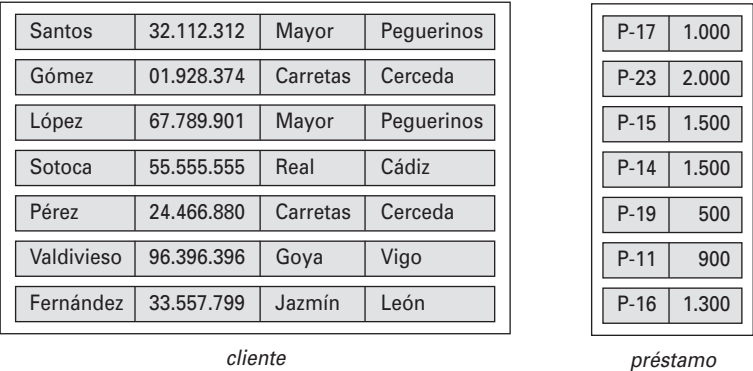 Santos 32.112.312 Mayor Peguerinos
Gómez 01.928.374 Carretas Cerceda
López 67.789.901 Mayor Peguerinos
Sotoca 55.555.555 Real Cádiz
Pérez 24.466.880 Carretas Cerceda
Valdivieso 96.396.396 Goya Vigo
Fernández 33.557.799 Jazmín León
cliente
P-17 1.000
P-23 2.000
P-15 1.500
P-14 1.500
P-19 500
P-11 900
P-16 1.300
préstamo